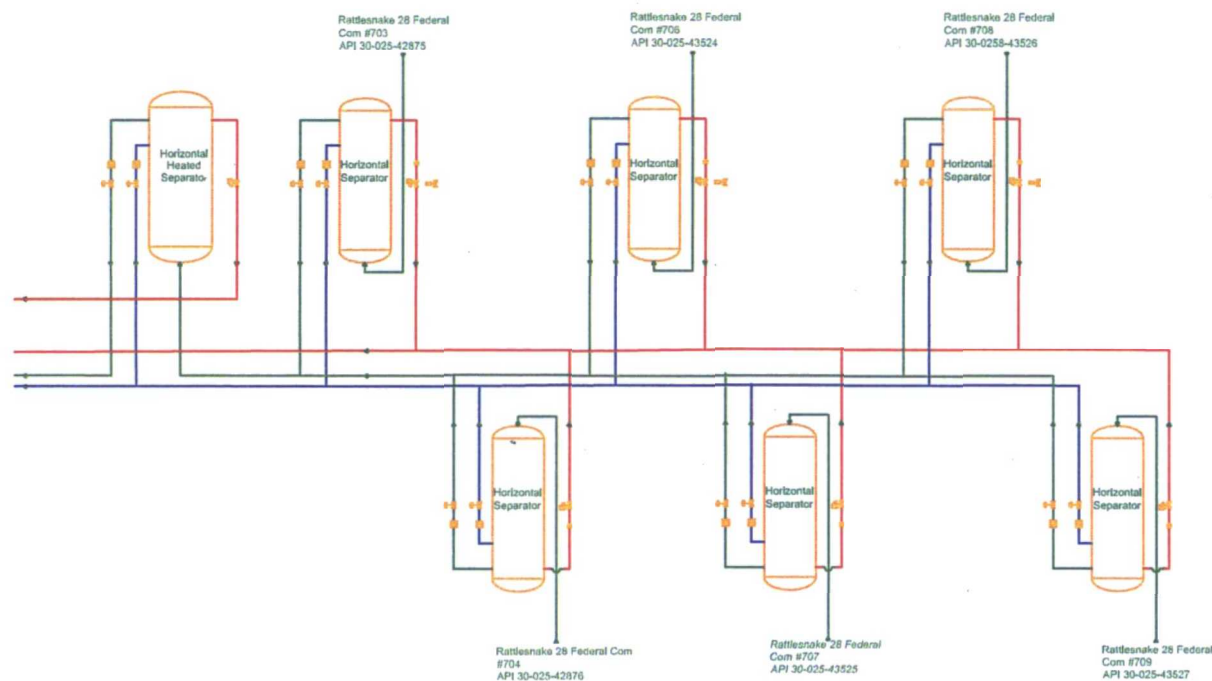 Rattlesnake 28 Federal
Com #703
API 30-025-42875
Rattlesnake 28 Federal
Com #706
API 30-025-43524
Rattlesnake 28 Federal
Com #708
API 30-0258-43526
Horizontal
Heated
Separator
Horizontal
Separator
Horizontal
Separator
Horizontal
Separator
Horizontal
Separator
Horizontal
Separator
Horizontal
Separator
Rattlesnake 28 Federal Com
#704
API 30-025-42876
Rattlesnake 28 Federal
Com #707
API 30-025-43525
Rattlesnake 28 Federal
Com #709
API 30-025-43527